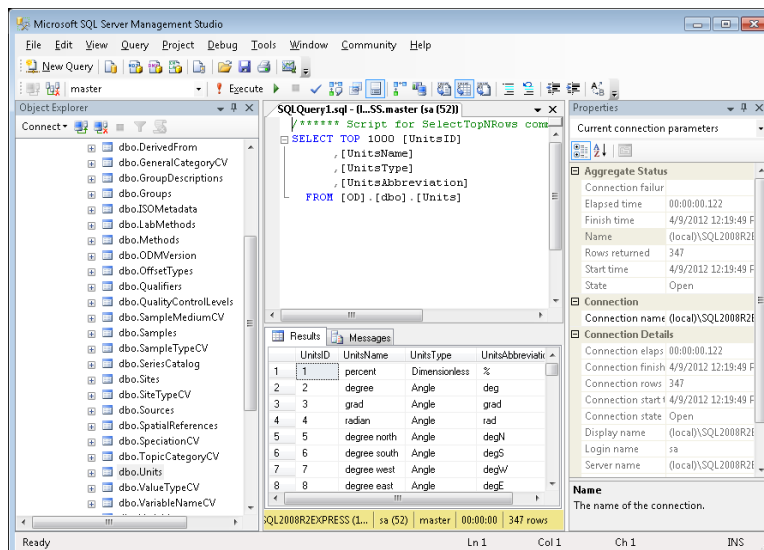 Microsoft SQL Server Management Studio
File Edit View Query Project Debug Tools Window Community Help
New Query
master Execute
Object Explorer
Connect
dbo.DerivedFrom
dbo.GeneralCategoryCV
dbo.GroupDescriptions
dbo.Groups
dbo.ISOMetadata
dbo.LabMethods
dbo.Methods
dbo.ODMVersion
dbo.OffsetTypes
dbo.Qualifiers
dbo.QualityControlLevels
dbo.SampleMediumCV
dbo.Samples
dbo.SampleTypeCV
dbo.SeriesCatalog
dbo.Sites
dbo.SiteTypeCV
dbo.Sources
dbo.SpatialReferences
dbo.SpeciationCV
dbo.TopicCategoryCV
dbo.Units
dbo.ValueTypeCV
dbo.VariableNameCV
SQLQuery1.sql - (l...SS.master (sa (52))
/****** Script for SelectTopNRows com
SELECT TOP 1000 [UnitsID]
,[UnitsName]
,[UnitsType]
,[UnitsAbbreviation]
FROM [OD].[dbo].[Units]
Results Messages
UnitsID UnitsName UnitsType UnitsAbbreviatic
1 1 percent Dimensionless %
2 2 degree Angle deg
3 3 grad Angle grad
4 4 radian Angle rad
5 5 degree north Angle degN
6 6 degree south Angle degS
7 7 degree west Angle degW
8 8 degree east Angle degE
SQL2008R2EXPRESS (1... sa (52) master 00:00:00 347 rows
Properties
Current connection parameters
Aggregate Status
Connection failur
Elapsed time 00:00:00.122
Finish time 4/9/2012 12:19:49 P
Name (local)\SQL2008R2E
Rows returned 347
Start time 4/9/2012 12:19:49 P
State Open
Connection
Connection name (local)\SQL2008R2E
Connection Details
Connection elaps 00:00:00.122
Connection finish 4/9/2012 12:19:49 P
Connection rows 347
Connection start t 4/9/2012 12:19:49 P
Connection state Open
Display name (local)\SQL2008R2E
Login name sa
Server name (local)\SQL2008R2E
Name
The name of the connection.
Ready Ln 1 Col 1 Ch 1 INS